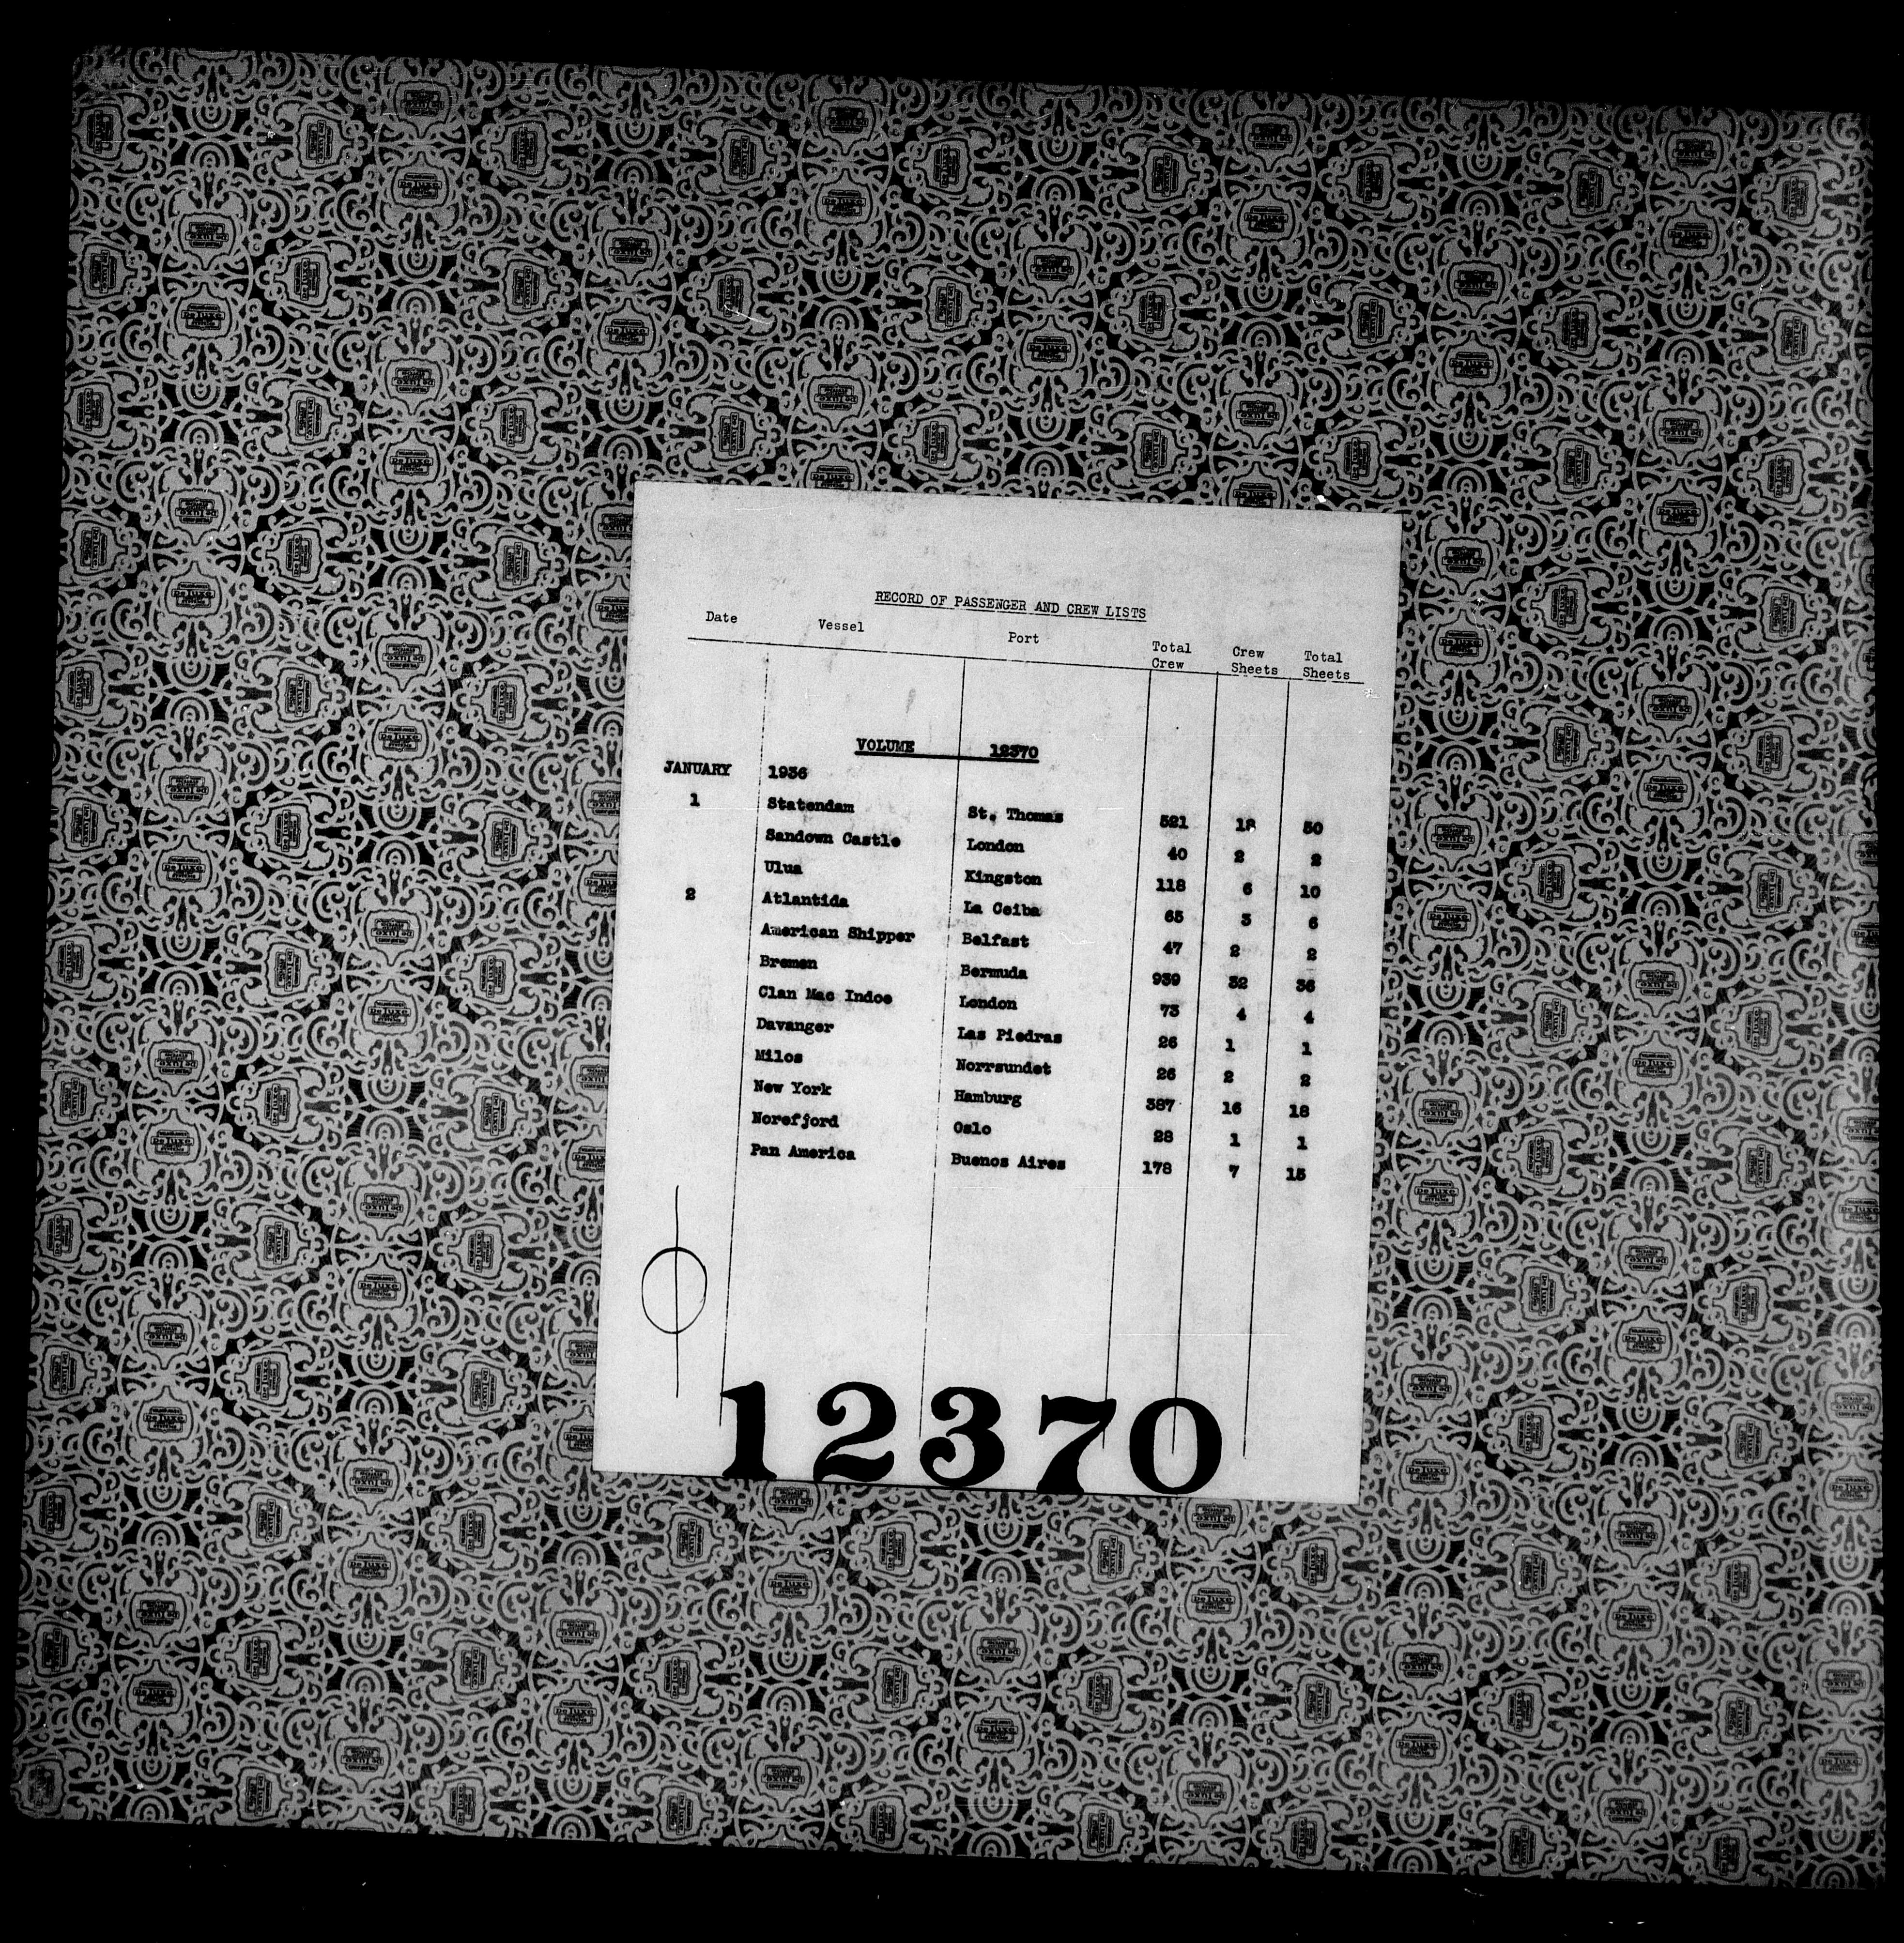 RECORD OF PASSENGER AND CREW LISTS
Date Vessel Port Total Crew Crew Sheets Total Sheets
VOLUME 12370
JANUARY 1936
1 Statendam St. Thomas 521 18 50
Sandown Castle London 40 2 2
Ulua Kingston 118 6 10
2 Atlantida La Ceiba 65 3 6
American Shipper Belfast 47 2 2
Bremen Bermuda 939 32 36
Clan Mac Indoe London 73 4 4
Davanger Las Piedras 26 1 1
Milos Norrsundet 26 2 2
New York Hamburg 387 16 18
Norefjord Oslo 28 1 1
Pan America Buenos Aires 178 7 15
12370
De luxe